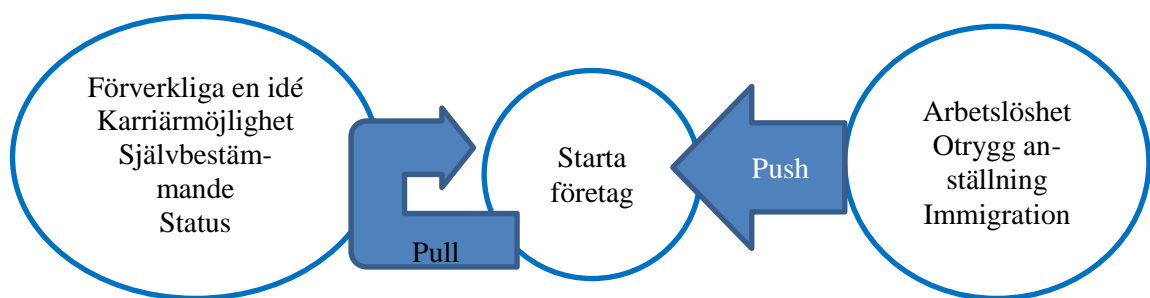 Förverkliga en idé
Karriärmöjlighet
Självbestäm-
mande
Status
Pull
Starta
företag
Push
Arbetslöshet
Otrygg an-
ställning
Immigration